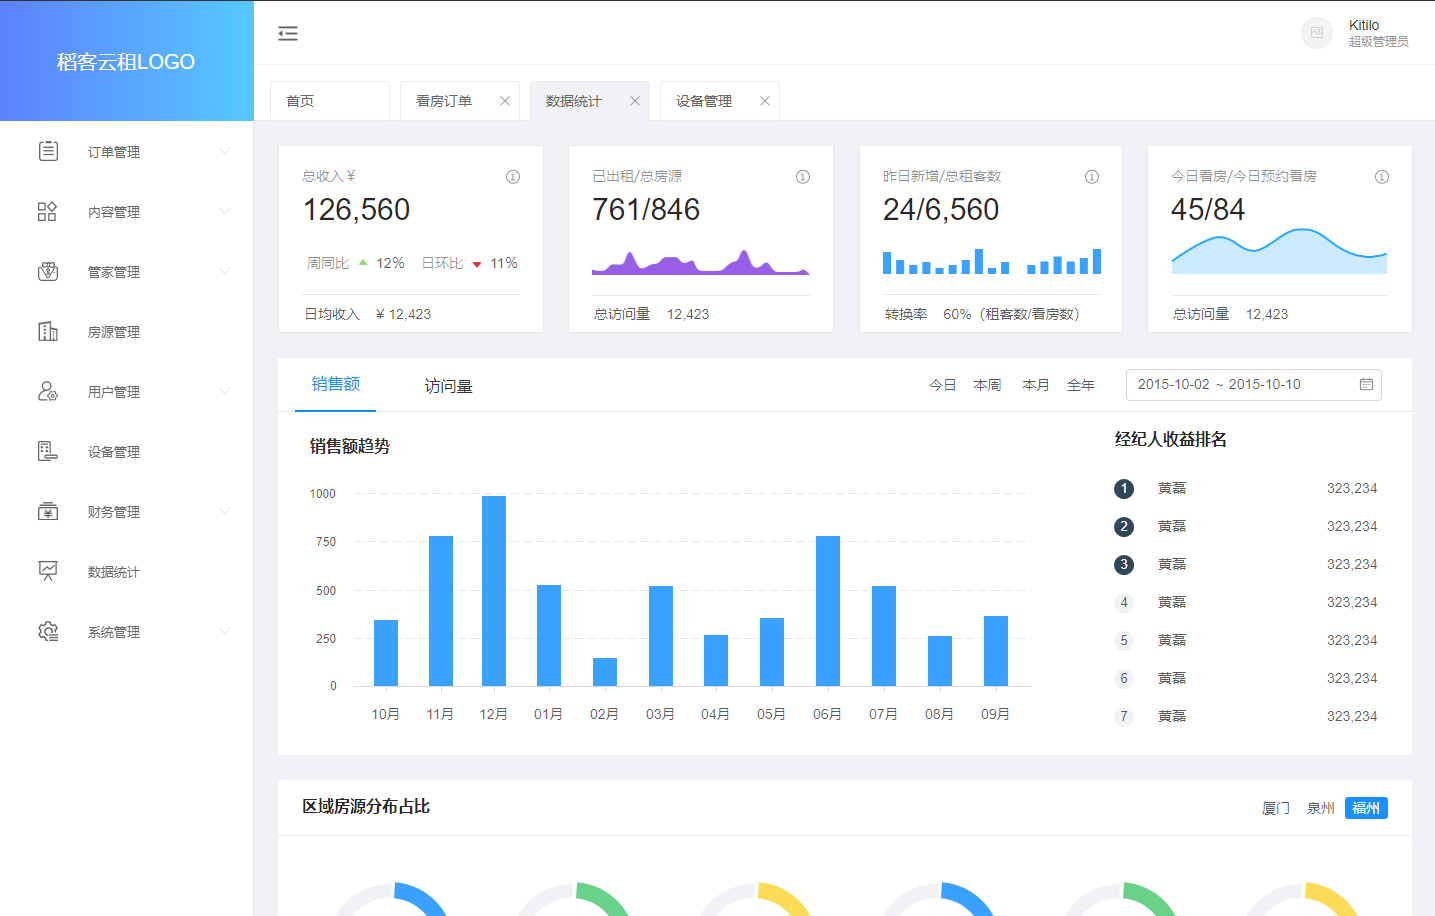 稻客云租LOGO
Kitilo
超级管理员
首页
看房订单
数据统计
设备管理
订单管理
内容管理
管家管理
房源管理
用户管理
设备管理
财务管理
数据统计
系统管理
总收入 ¥
126,560
周同比 12% 日环比 11%
日均收入 ¥ 12,423
已出租/总房源
761/846
总访问量 12,423
昨日新增/总租客数
24/6,560
转换率 60%（租客数/看房数）
今日看房/今日预约看房
45/84
总访问量 12,423
销售额 访问量
今日 本周 本月 全年
2015-10-02 ~ 2015-10-10
销售额趋势
1000
750
500
250
0
10月 11月 12月 01月 02月 03月 04月 05月 06月 07月 08月 09月
经纪人收益排名
1 黄磊 323,234
2 黄磊 323,234
3 黄磊 323,234
4 黄磊 323,234
5 黄磊 323,234
6 黄磊 323,234
7 黄磊 323,234
区域房源分布占比
厦门 泉州 福州